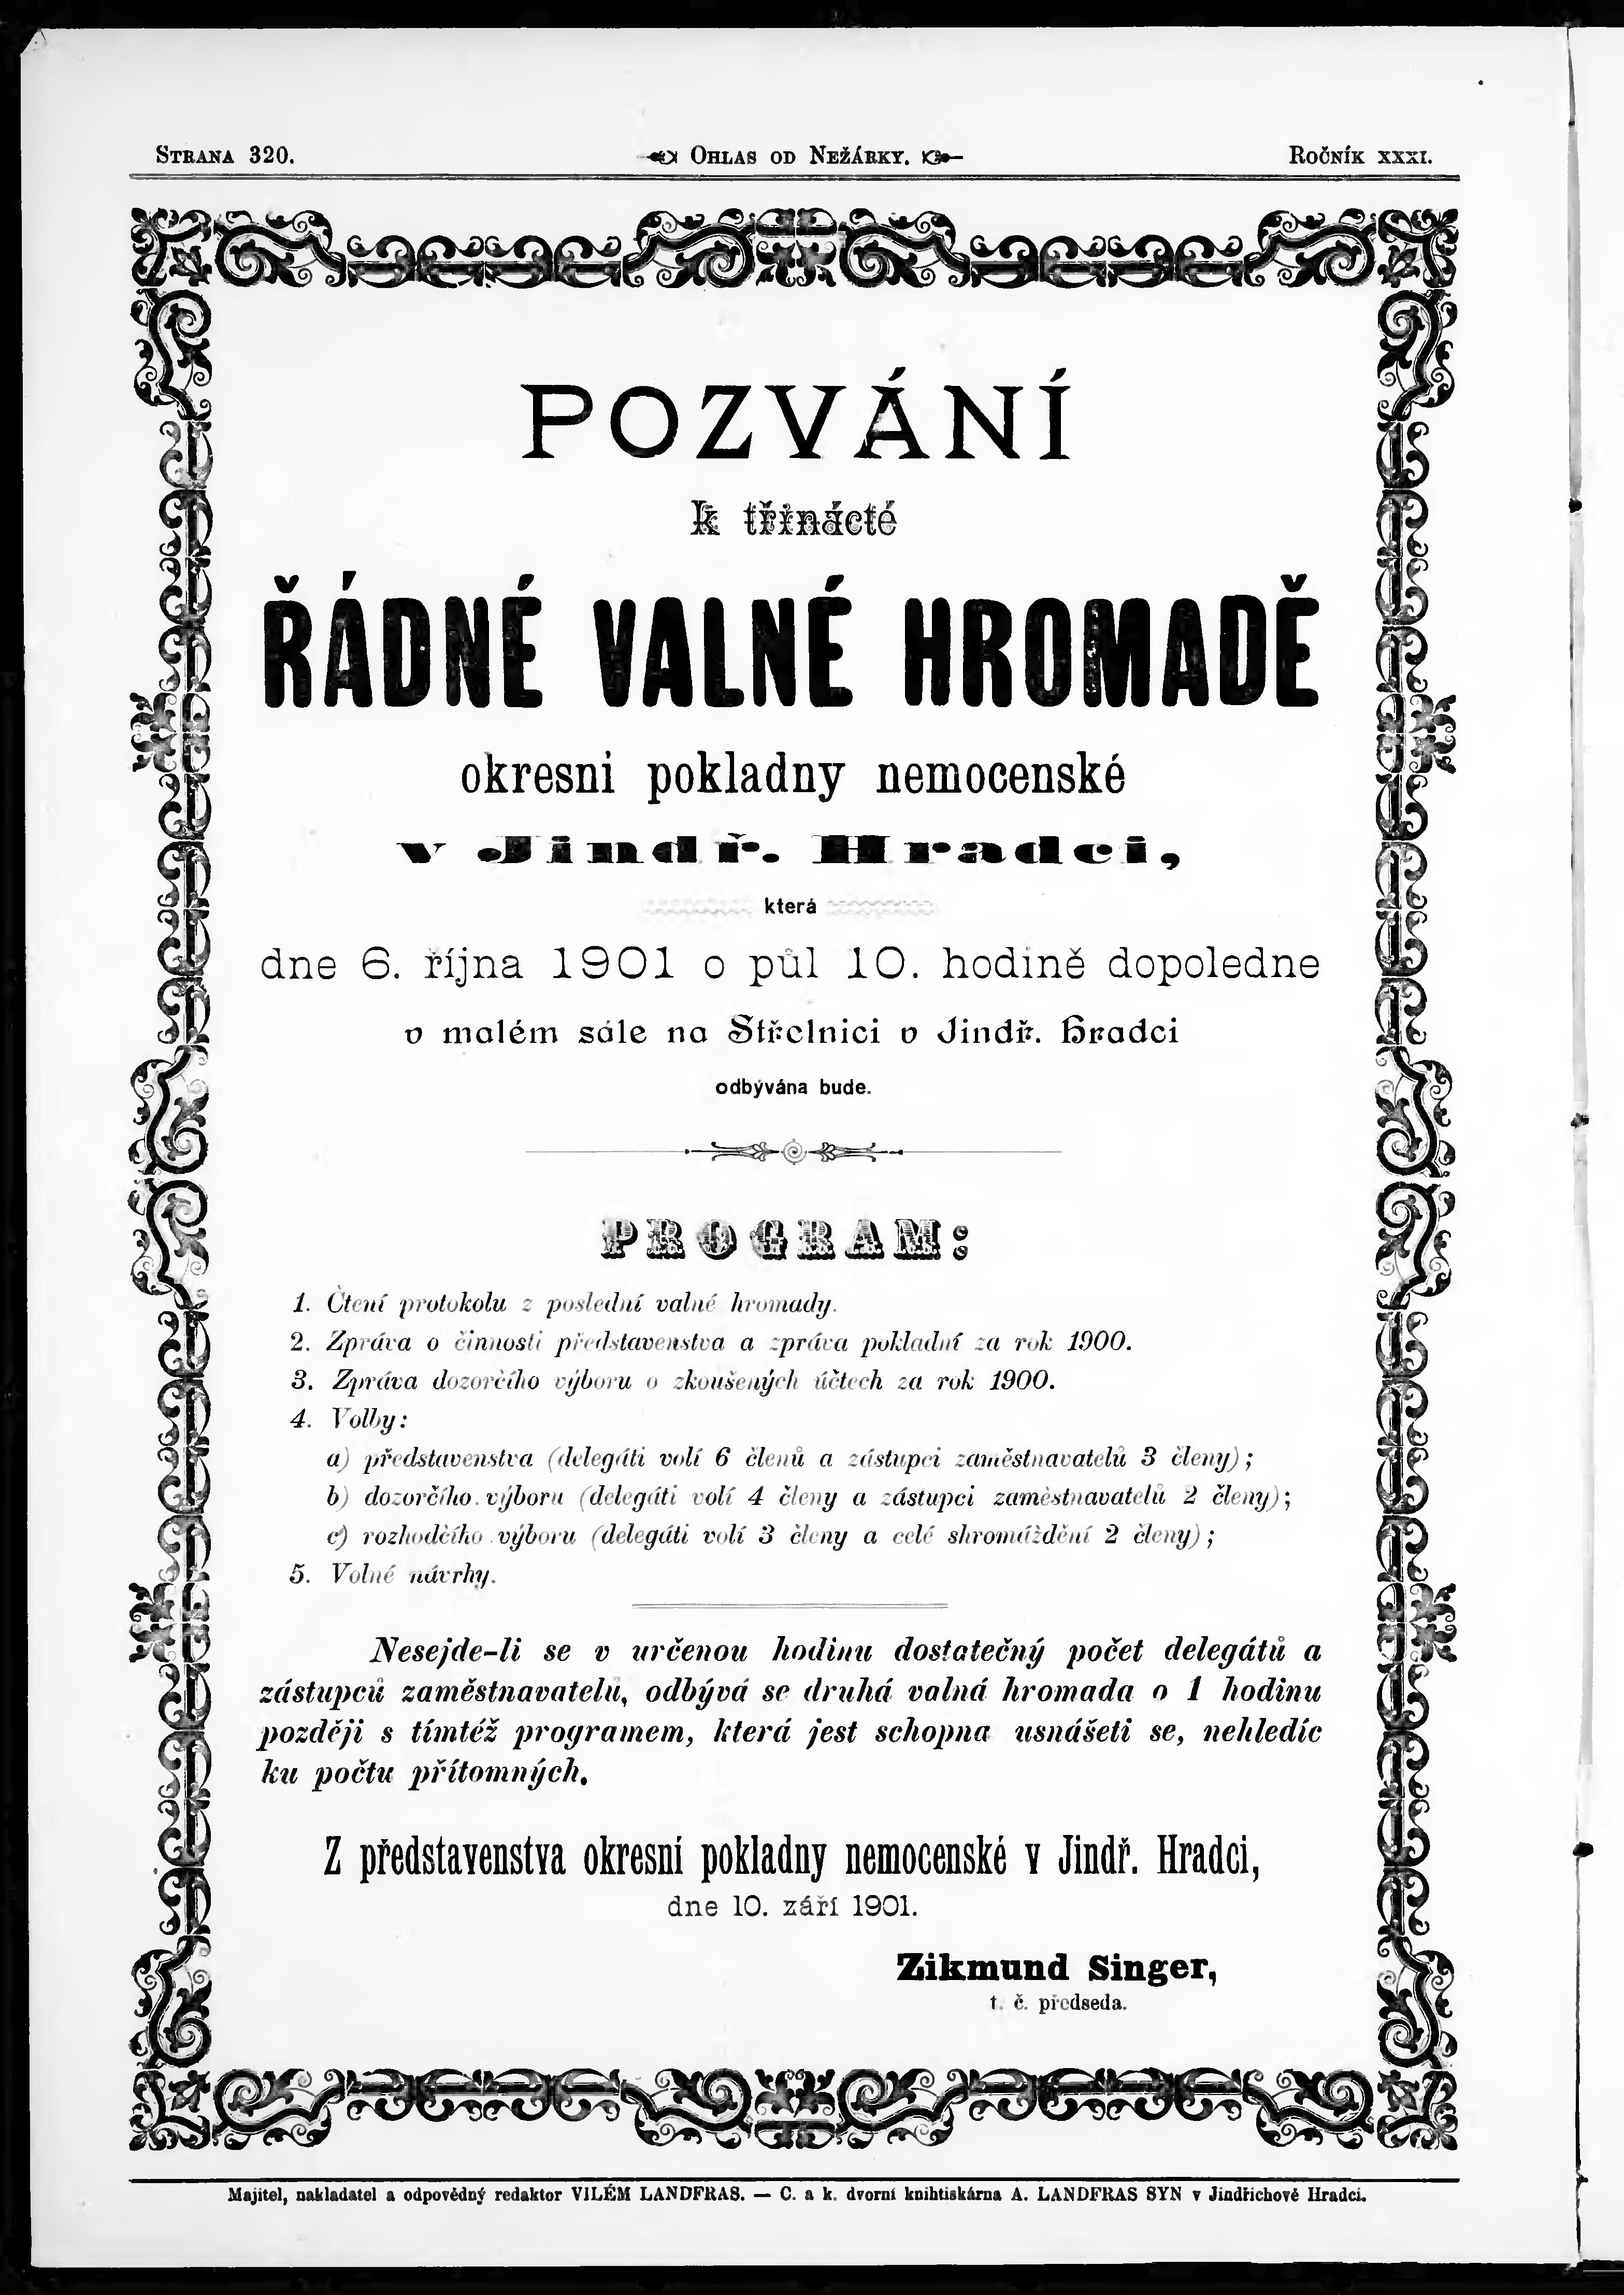 Strana 320.
Ohlas od Nežárky.
Ročník XXXI.
POZVÁNÍ
k třinácté
ŘÁDNÉ VALNÉ HROMADĚ
okresni pokladny nemocenské
v Jindř. Hradci,
která
dne 6. října 1901 o půl 10. hodině dopoledne
v malém sále na Střelnici v Jindř. Hradci
odbývána bude.
PROGRAM:
1. Čtení protokolu z poslední valné hromady.
2. Zpráva o činnosti představenstva a zpráva pokladní za rok 1900.
3. Zpráva dozorčího výboru o zkoušených účtech za rok 1900.
4. Volby:
a) představenstva (delegáti volí 6 členů a zástupci zaměstnavatelů 3 členy);
b) dozorčího výboru (delegáti volí 4 členy a zástupci zaměstnavatelů 2 členy);
c) rozhodčího výboru (delegáti volí 3 členy a celé shromáždění 2 členy);
5. Volné návrhy.
Nesejde-li se v určenou hodinu dostatečný počet delegátů a
zástupců zaměstnavatelů, odbývá se druhá valná hromada o 1 hodinu
později s tímtéž programem, která jest schopna usnášeti se, nehledíc
ku počtu přítomných.
Z představenstva okresní pokladny nemocenské v Jindř. Hradci,
dne 10. září 1901.
Zikmund Singer,
t. č. předseda.
Majitel, nakladatel a odpovědný redaktor VILÉM LANDFRAS. — C. a k. dvorní knihtiskárna A. LANDFRAS SYN v Jindřichově Hradci.